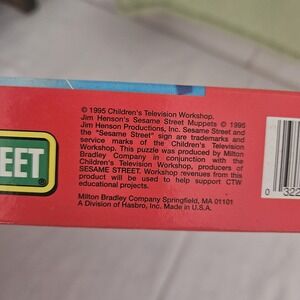 © 1995 Children's Television Workshop.
Jim Henson's Sesame Street Muppets © 1995
Jim Henson Productions, Inc. Sesame Street and
the "Sesame Street" sign are trademarks and
service marks of the Children's Television
Workshop. This puzzle was produced by Milton
Bradley Company in conjunction with the
Children's Television Workshop, producers of
SESAME STREET. Workshop revenues from this
product will be used to help support CTW
educational projects.
Milton Bradley Company Springfield, MA 01101
A Division of Hasbro, Inc. Made in U.S.A.
EET
®
0 322